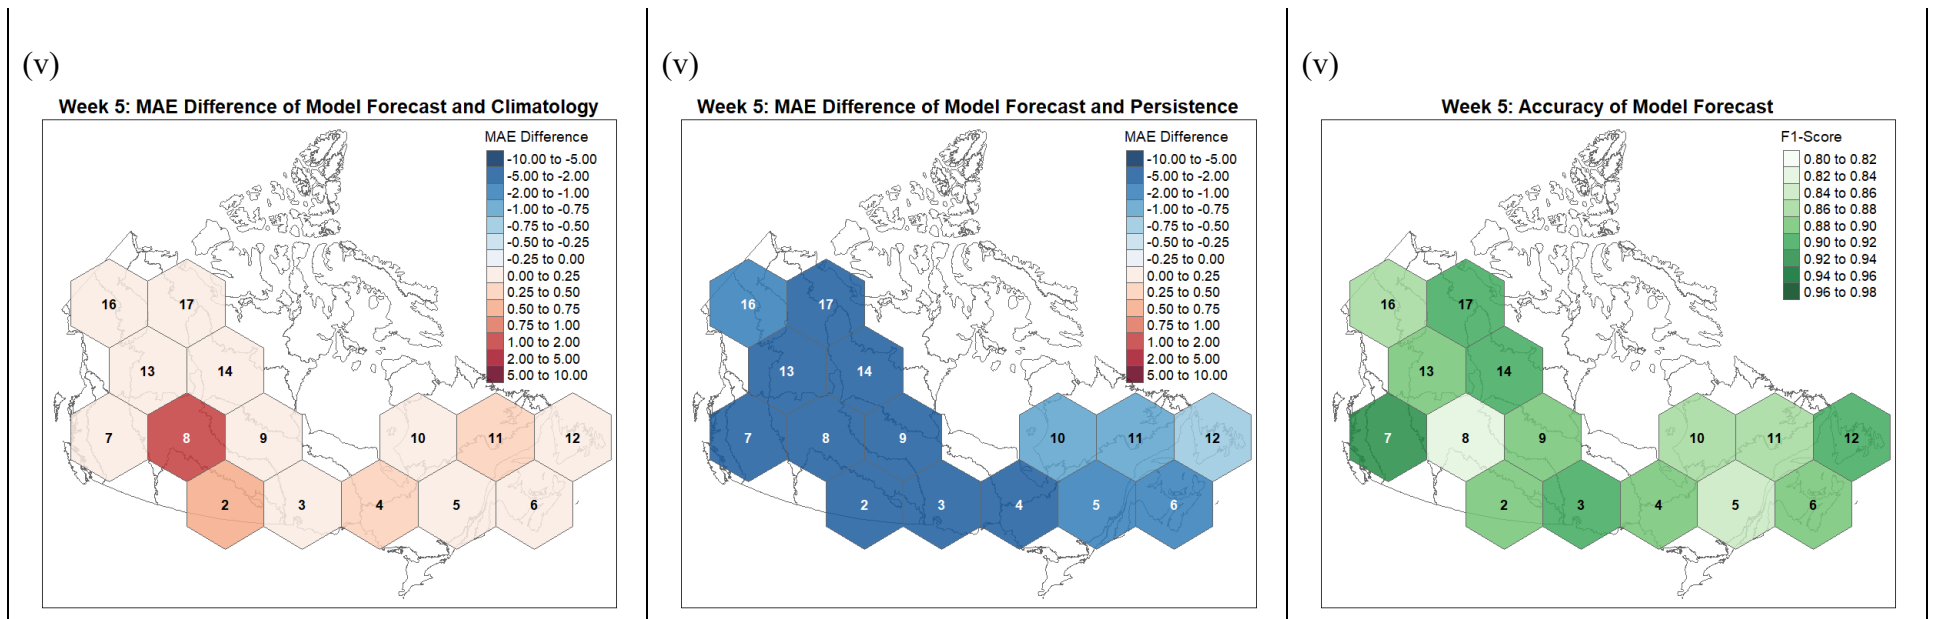 (v)
Week 5: MAE Difference of Model Forecast and Climatology
MAE Difference
-10.00 to -5.00
-5.00 to -2.00
-2.00 to -1.00
-1.00 to -0.75
-0.75 to -0.50
-0.50 to -0.25
-0.25 to 0.00
0.00 to 0.25
0.25 to 0.50
0.50 to 0.75
0.75 to 1.00
1.00 to 2.00
2.00 to 5.00
5.00 to 10.00
16 17
13 14
7 8 9 10 11 12
2 3 4 5 6
(v)
Week 5: MAE Difference of Model Forecast and Persistence
MAE Difference
-10.00 to -5.00
-5.00 to -2.00
-2.00 to -1.00
-1.00 to -0.75
-0.75 to -0.50
-0.50 to -0.25
-0.25 to 0.00
0.00 to 0.25
0.25 to 0.50
0.50 to 0.75
0.75 to 1.00
1.00 to 2.00
2.00 to 5.00
5.00 to 10.00
16 17
13 14
7 8 9 10 11 12
2 3 4 5 6
(v)
Week 5: Accuracy of Model Forecast
F1-Score
0.80 to 0.82
0.82 to 0.84
0.84 to 0.86
0.86 to 0.88
0.88 to 0.90
0.90 to 0.92
0.92 to 0.94
0.94 to 0.96
0.96 to 0.98
16 17
13 14
7 8 9 10 11 12
2 3 4 5 6